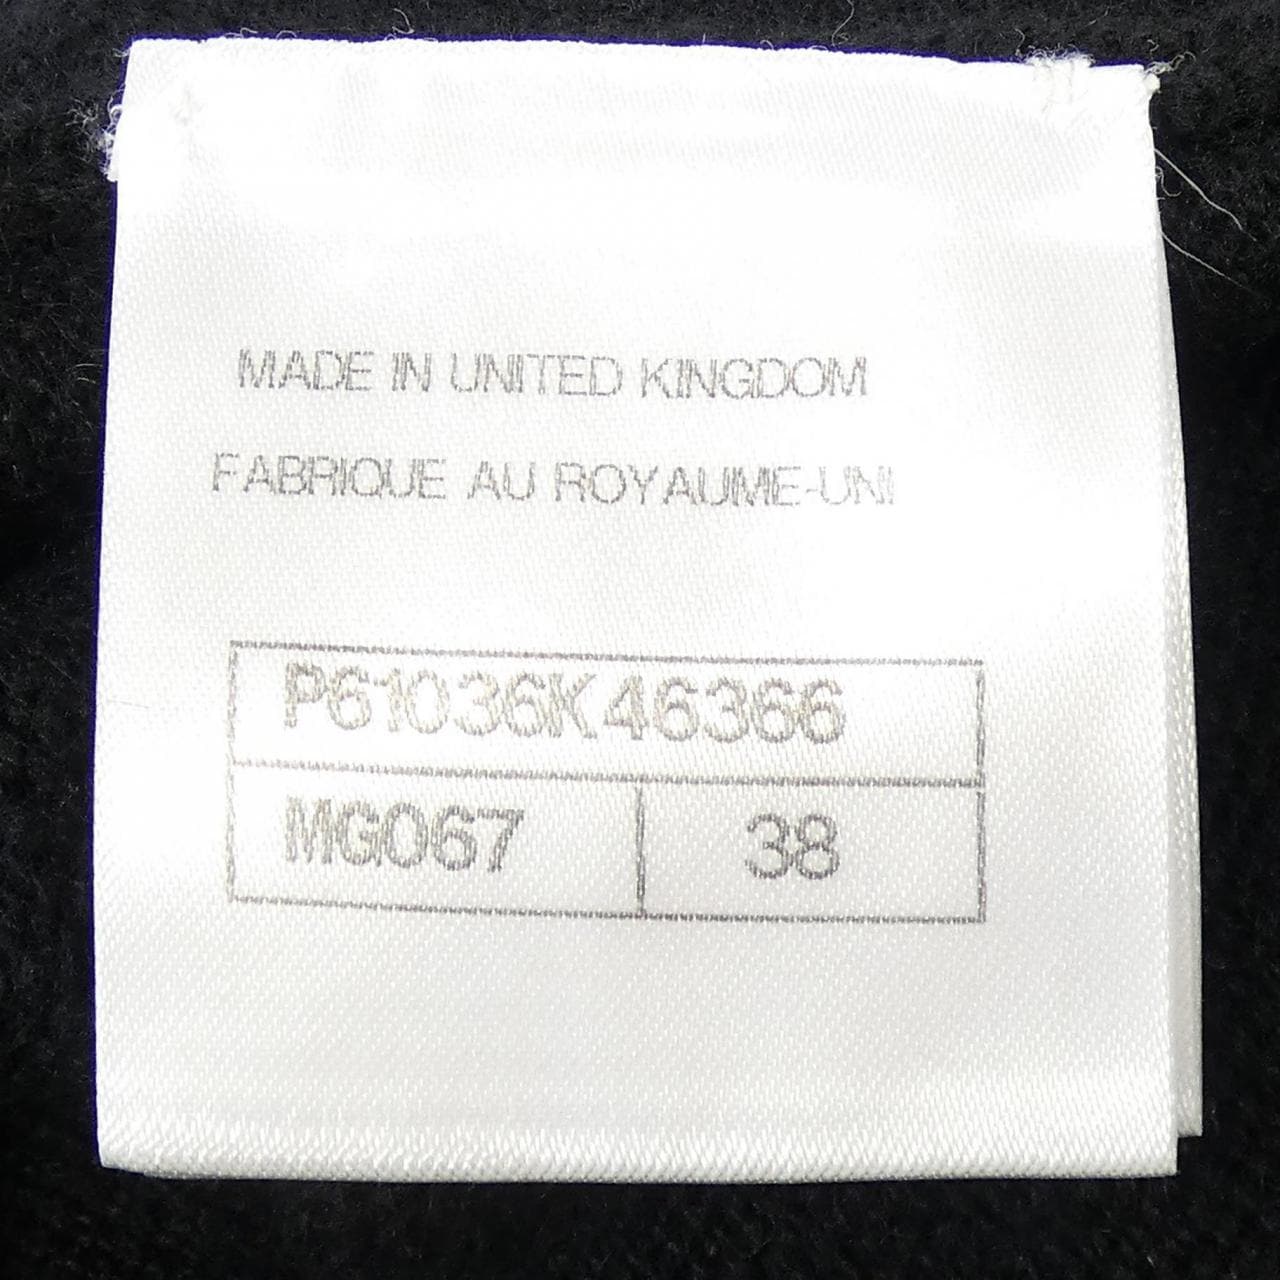 MADE IN UNITED KINGDOM
FABRIQUE AU ROYAUME-UNI
P61036K46366
MG067 38